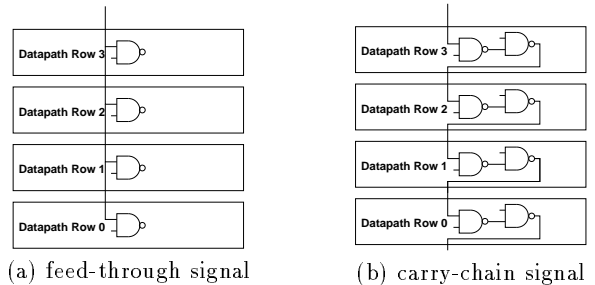 Datapath Row 3
Datapath Row 2
Datapath Row 1
Datapath Row 0
(a) feed-through signal
Datapath Row 3
Datapath Row 2
Datapath Row 1
Datapath Row 0
(b) carry-chain signal